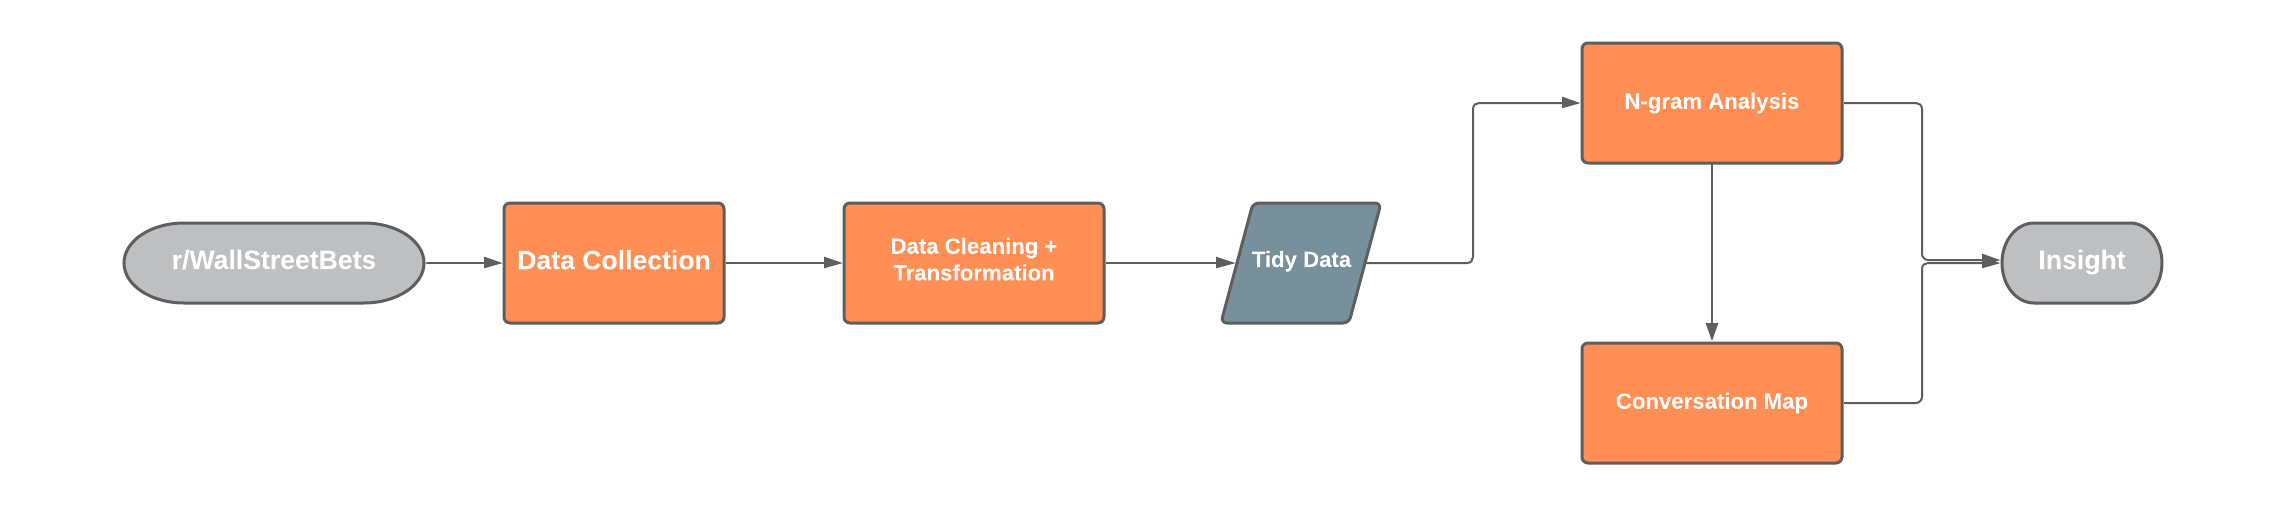 r/WallStreetBets
Data Collection
Data Cleaning +
Transformation
Tidy Data
N-gram Analysis
Conversation Map
Insight